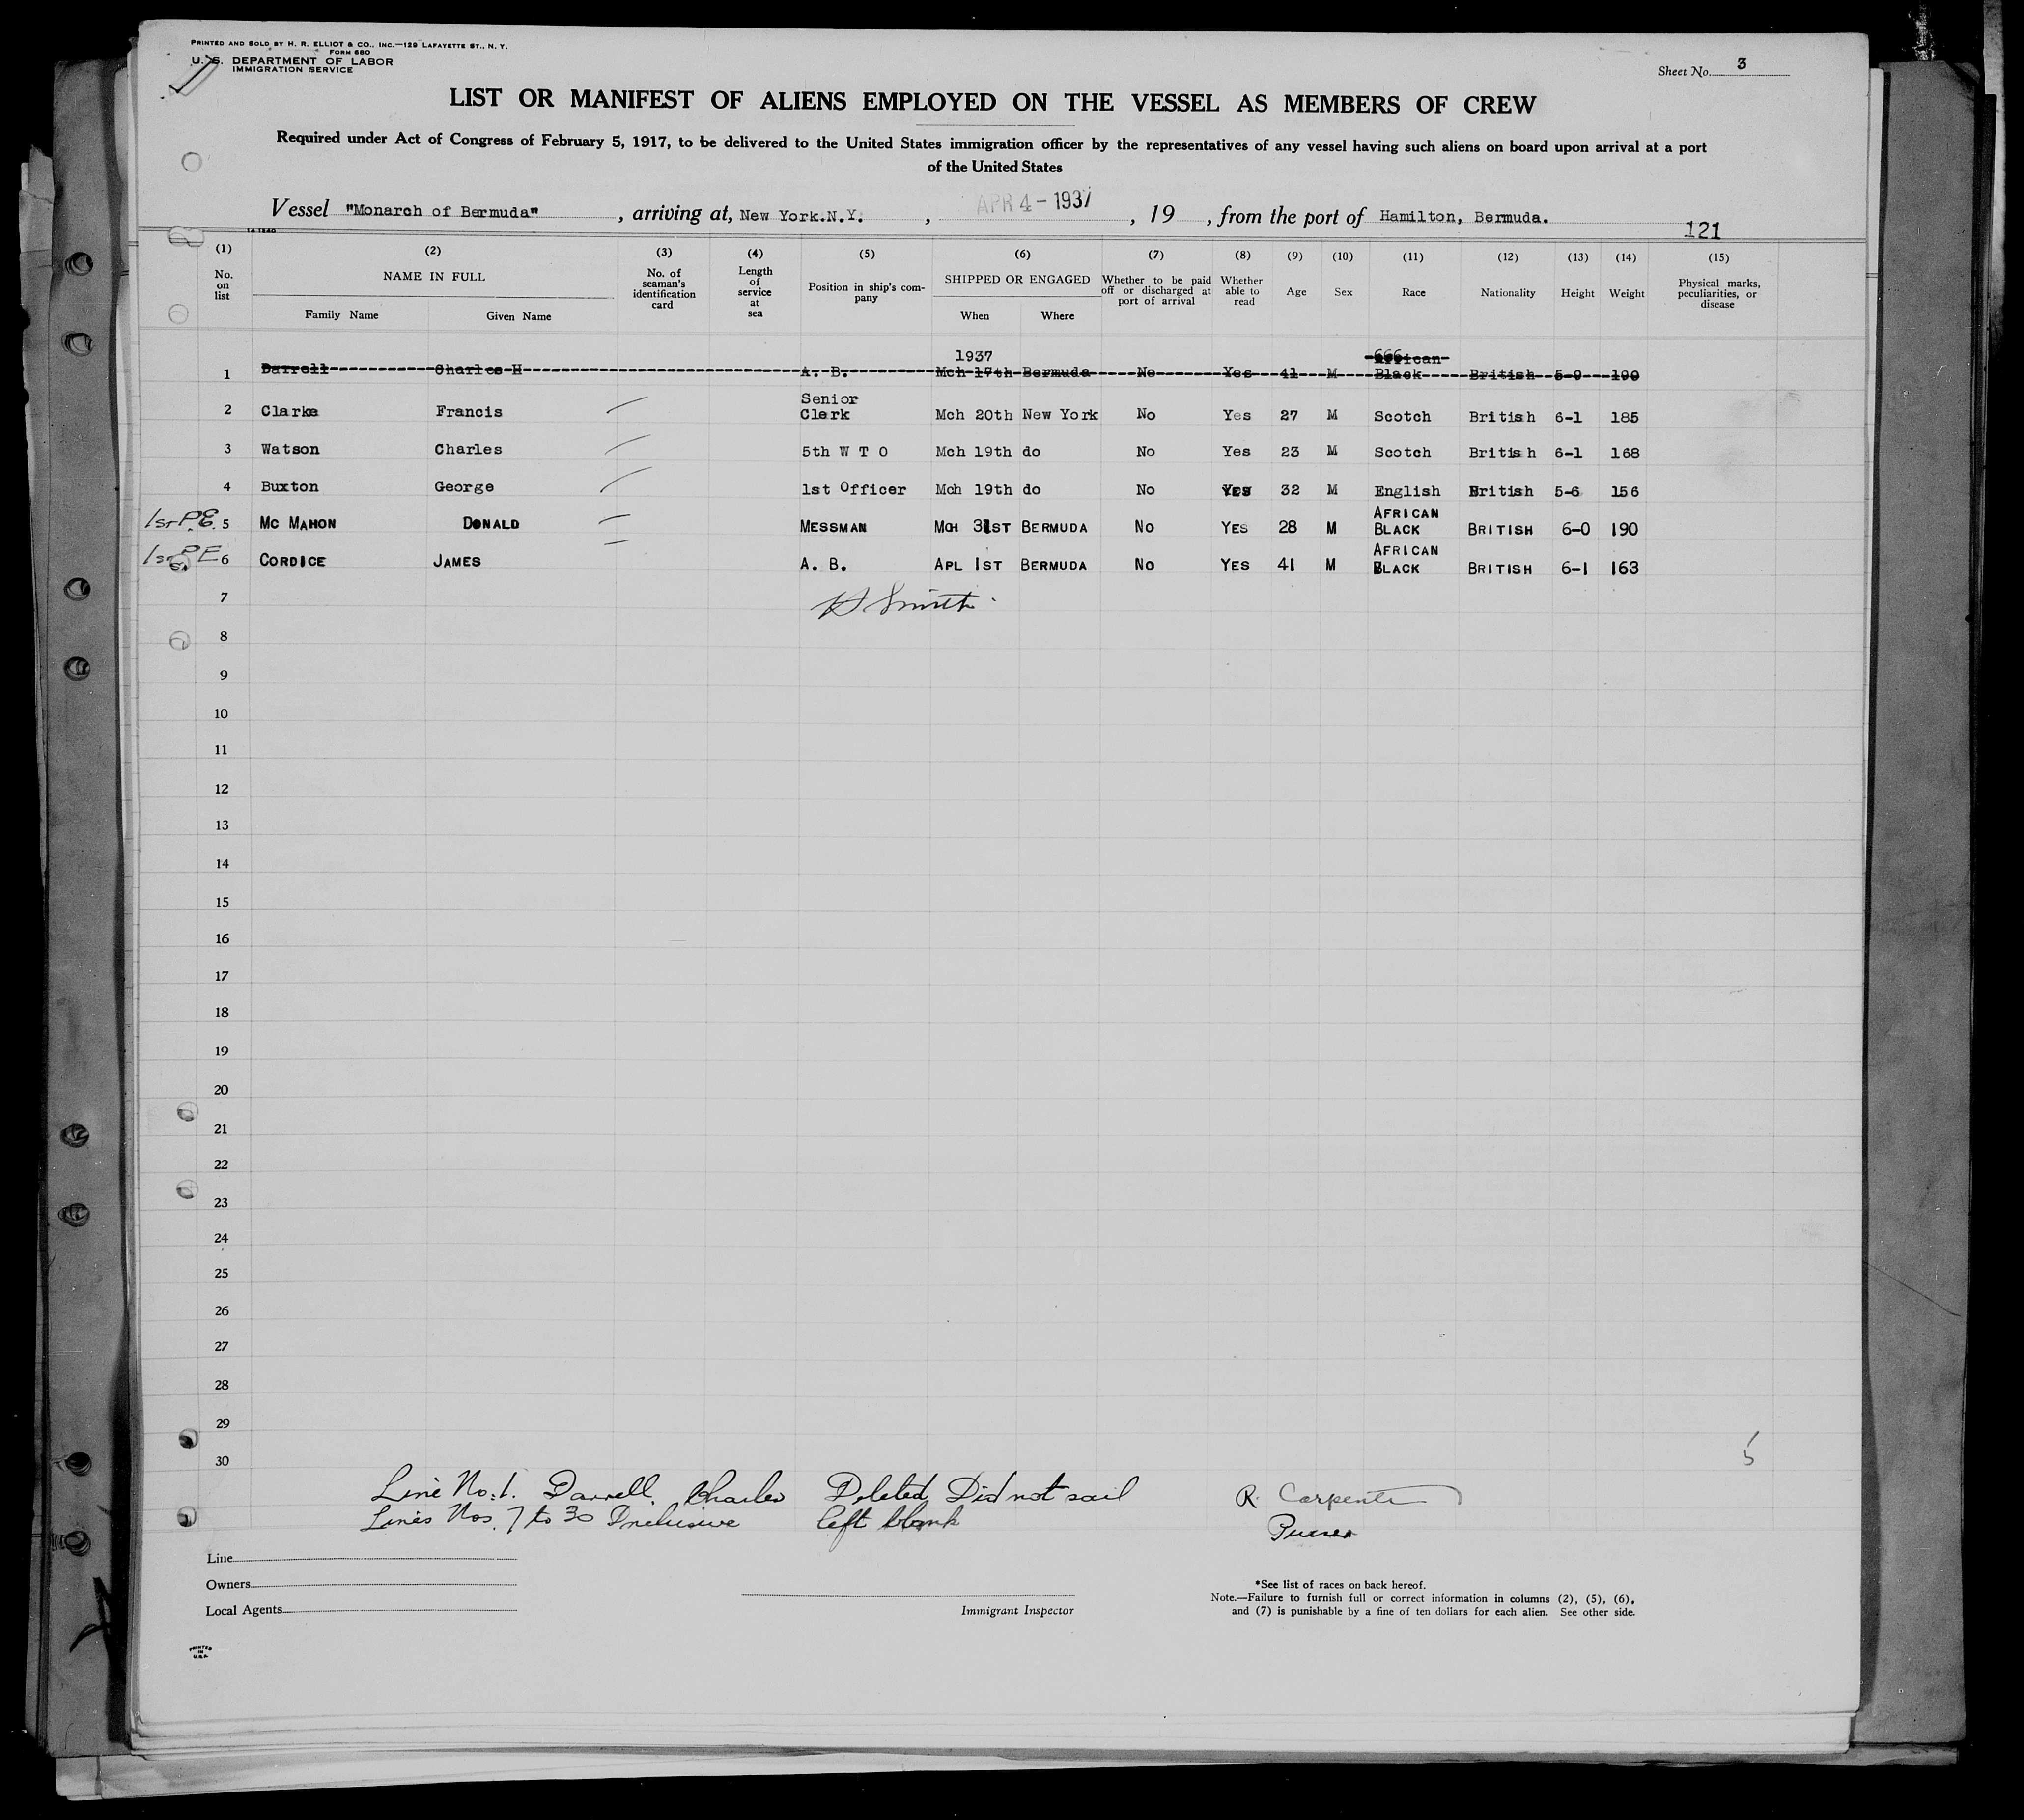 PRINTED AND SOLD BY H. R. ELLIOT & CO., INC.—129 LAFAYETTE ST., N. Y.
FORM 680
U. S. DEPARTMENT OF LABOR
IMMIGRATION SERVICE
Sheet No. 3
LIST OR MANIFEST OF ALIENS EMPLOYED ON THE VESSEL AS MEMBERS OF CREW
Required under Act of Congress of February 5, 1917, to be delivered to the United States immigration officer by the representatives of any vessel having such aliens on board upon arrival at a port
of the United States
Vessel "Monarch of Bermuda" , arriving at, New York.N.Y. , APR 4 - 1937 , 19 , from the port of Hamilton, Bermuda.
121
(1) (2) (3) (4) (5) (6) (7) (8) (9) (10) (11) (12) (13) (14) (15)
No. on list NAME IN FULL No. of seaman's identification card Length of service at sea Position in ship's com- pany SHIPPED OR ENGAGED Whether to be paid off or discharged at port of arrival Whether able to read Age Sex Race Nationality Height Weight Physical marks, peculiarities, or disease
Family Name Given Name When Where
1937 African
1 Darrell Charles H A. B. Mch 17th Bermuda No Yes 41 M Black British 5-9 190
Senior
2 Clarke Francis Clerk Mch 20th New York No Yes 27 M Scotch British 6-1 185
3 Watson Charles 5th W T O Mch 19th do No Yes 23 M Scotch British 6-1 168
4 Buxton George 1st Officer Mch 19th do No Yes 32 M English British 5-6 156
AFRICAN
1st P.E. 5 MC MAHON DONALD MESSMAN MCH 31ST BERMUDA NO YES 28 M BLACK BRITISH 6-0 190
AFRICAN
1st P E 6 CORDICE JAMES A. B. APL 1ST BERMUDA NO YES 41 M BLACK BRITISH 6-1 163
7 H Smith
8
9
10
11
12
13
14
15
16
17
18
19
20
21
22
23
24
25
26
27
28
29
30
5
Line No. 1. Darrell, Charles Deleted Did not sail R. Carpenter
Lines Nos. 7 to 30 Inclusive left blank Purser
Line
Owners
Local Agents
Immigrant Inspector
*See list of races on back hereof.
Note.—Failure to furnish full or correct information in columns (2), (5), (6), and (7) is punishable by a fine of ten dollars for each alien. See other side.
PRINTED
IN
U.S.A.